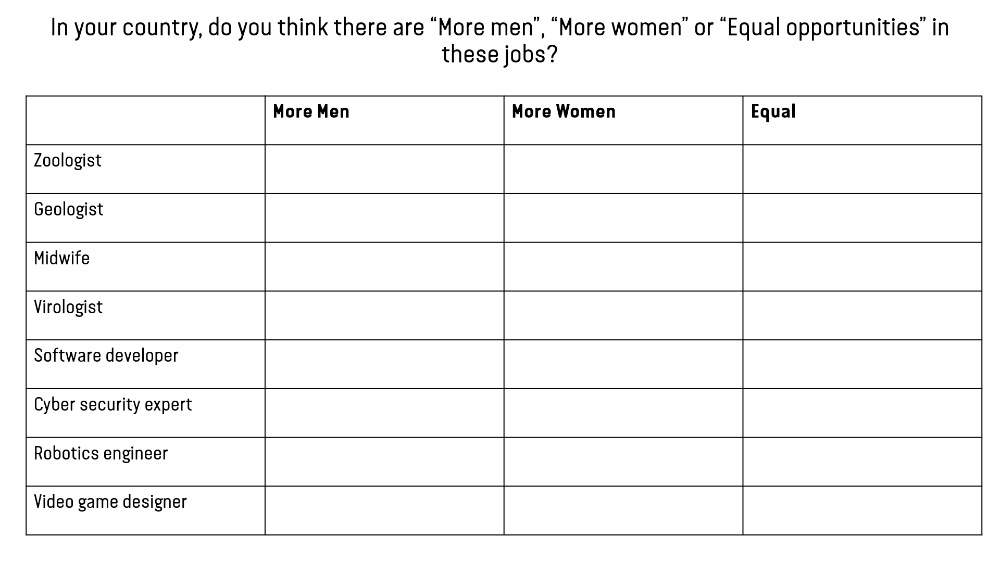 In your country, do you think there are “More men”, “More women” or “Equal opportunities” in
these jobs?
More Men More Women Equal
Zoologist
Geologist
Midwife
Virologist
Software developer
Cyber security expert
Robotics engineer
Video game designer